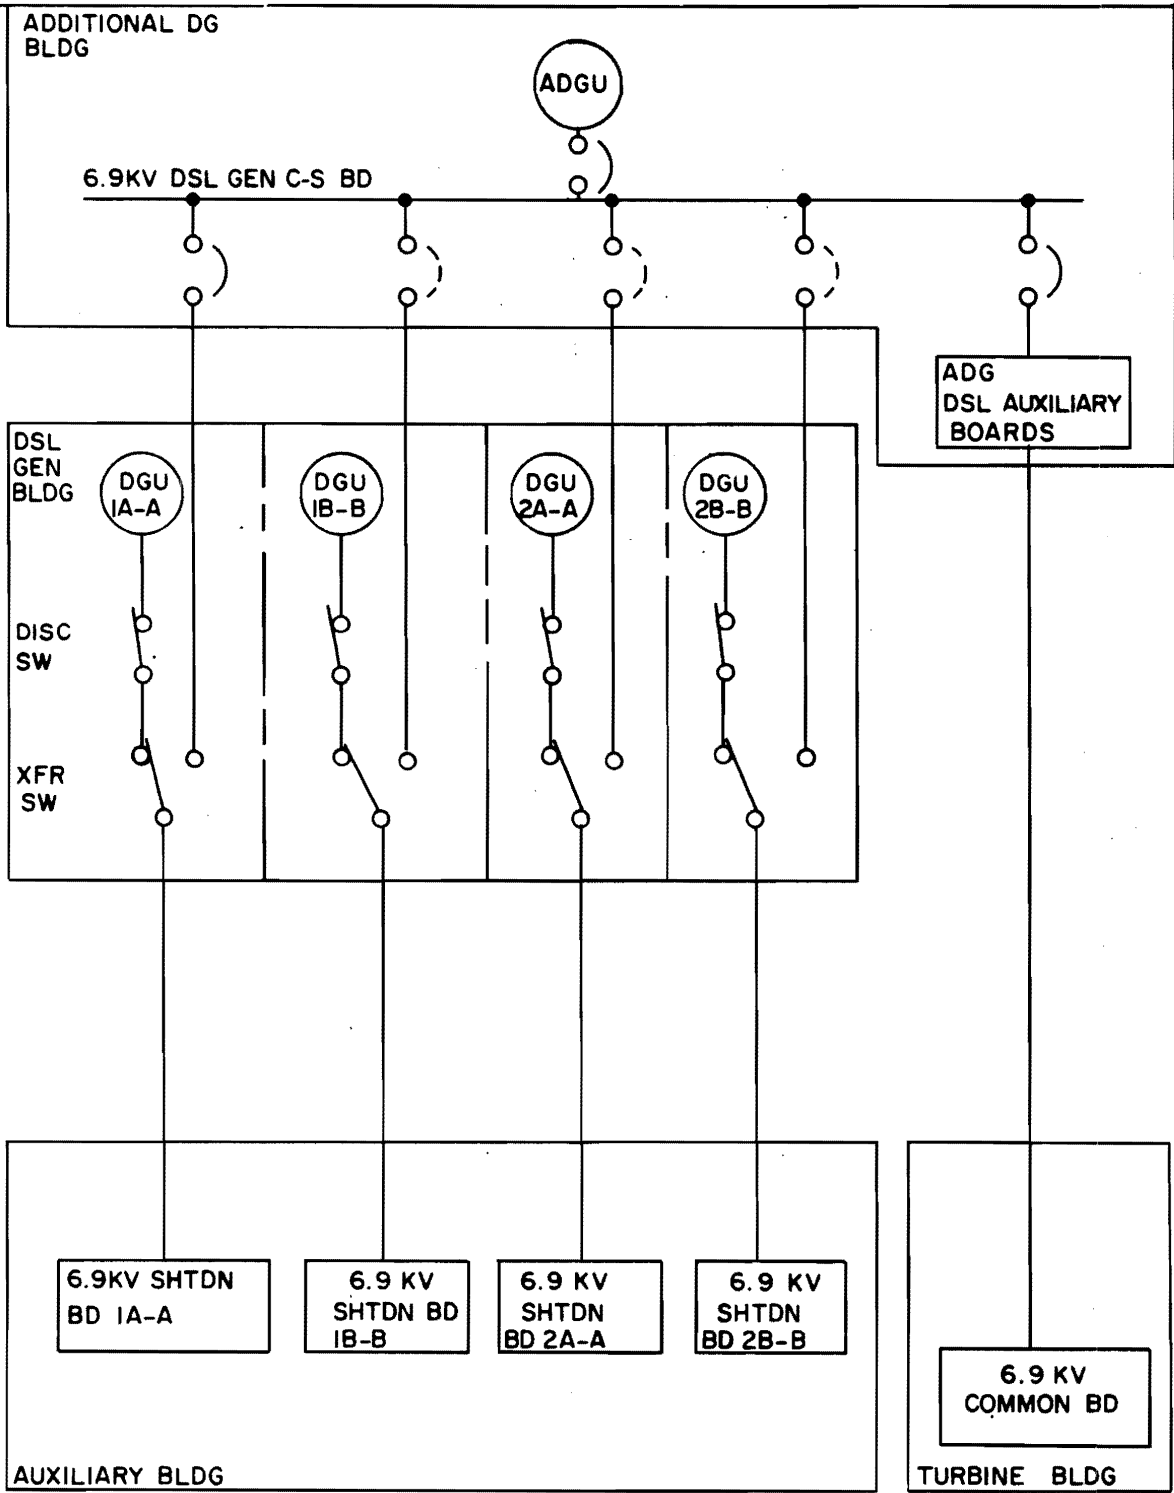 ADDITIONAL DG
BLDG
ADGU
6.9KV DSL GEN C-S BD
ADG
DSL AUXILIARY
BOARDS
DSL
GEN
BLDG
DGU
1A-A
DGU
1B-B
DGU
2A-A
DGU
2B-B
DISC
SW
XFR
SW
6.9KV SHTDN
BD 1A-A
6.9 KV
SHTDN BD
1B-B
6.9 KV
SHTDN
BD 2A-A
6.9 KV
SHTDN
BD 2B-B
6.9 KV
COMMON BD
AUXILIARY BLDG
TURBINE BLDG